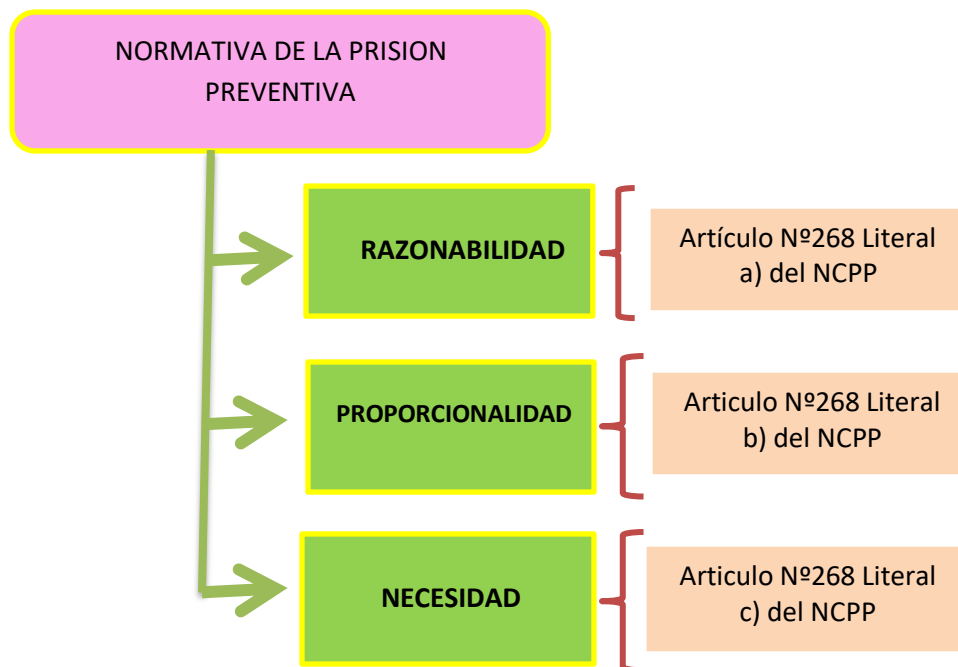 NORMATIVA DE LA PRISION
PREVENTIVA
RAZONABILIDAD
Artículo Nº268 Literal
a) del NCPP
PROPORCIONALIDAD
Articulo Nº268 Literal
b) del NCPP
NECESIDAD
Articulo Nº268 Literal
c) del NCPP